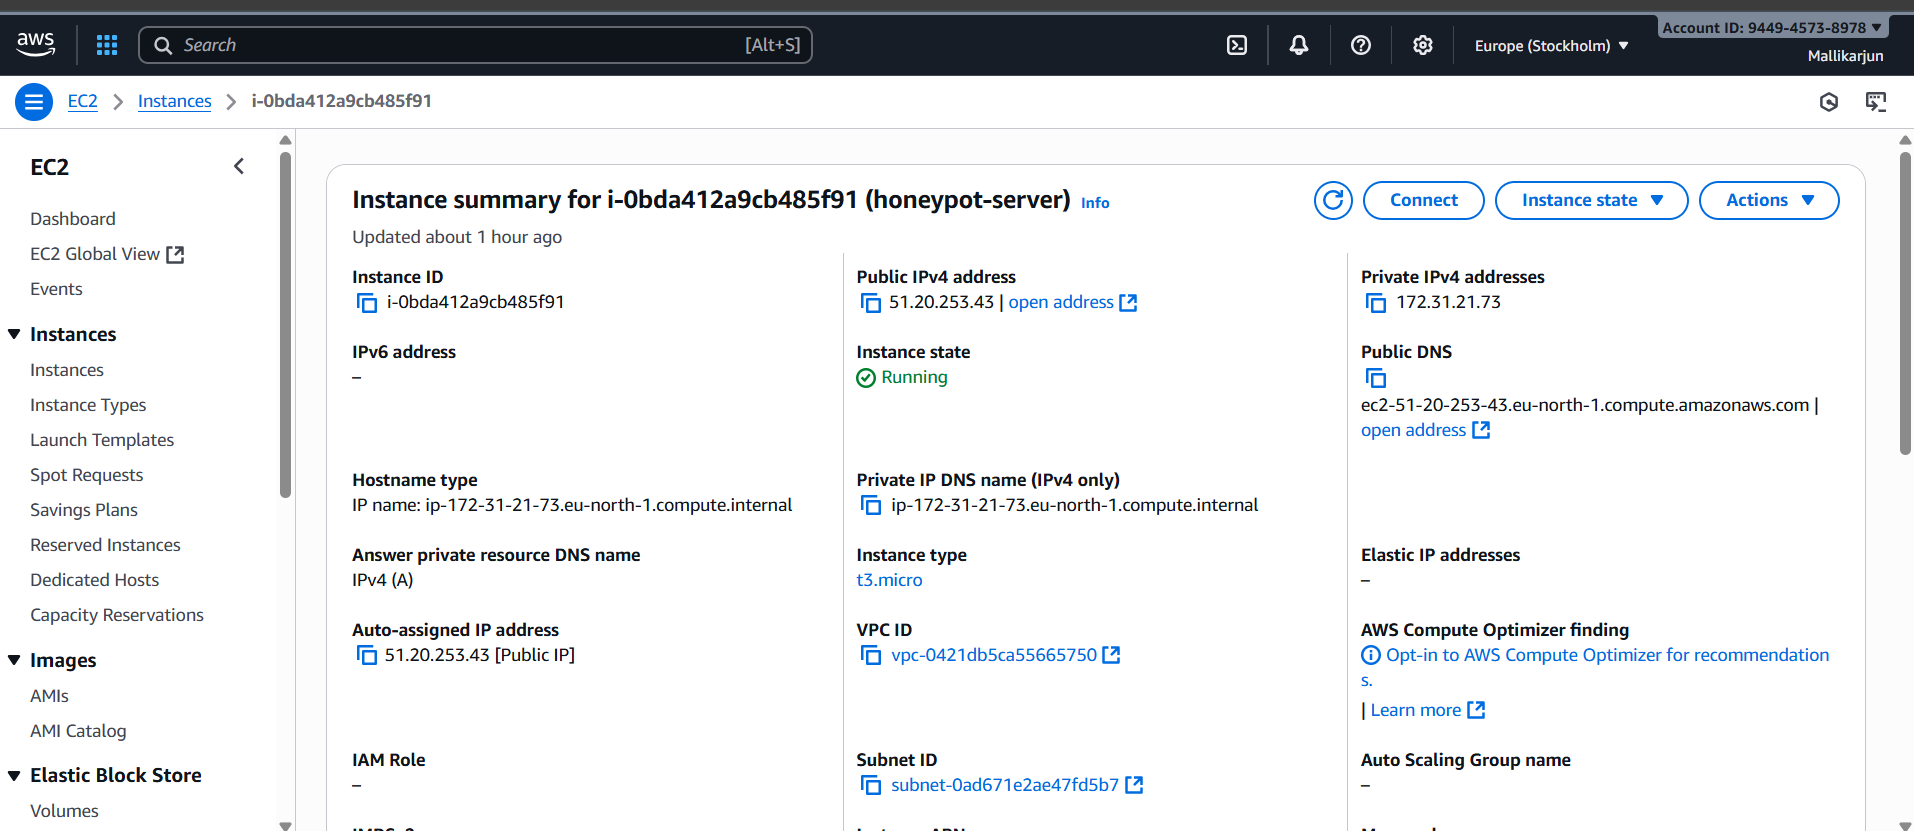 aws
Search
[Alt+S]
Europe (Stockholm)
Account ID: 9449-4573-8978
Mallikarjun
EC2
Instances
i-0bda412a9cb485f91
EC2
Dashboard
EC2 Global View
Events
Instances
Instances
Instance Types
Launch Templates
Spot Requests
Savings Plans
Reserved Instances
Dedicated Hosts
Capacity Reservations
Images
AMIs
AMI Catalog
Elastic Block Store
Volumes
Instance summary for i-0bda412a9cb485f91 (honeypot-server) Info
Updated about 1 hour ago
Connect
Instance state
Actions
Instance ID
i-0bda412a9cb485f91
Public IPv4 address
51.20.253.43 | open address
Private IPv4 addresses
172.31.21.73
IPv6 address
–
Instance state
Running
Public DNS
ec2-51-20-253-43.eu-north-1.compute.amazonaws.com |
open address
Hostname type
IP name: ip-172-31-21-73.eu-north-1.compute.internal
Private IP DNS name (IPv4 only)
ip-172-31-21-73.eu-north-1.compute.internal
Answer private resource DNS name
IPv4 (A)
Instance type
t3.micro
Elastic IP addresses
–
Auto-assigned IP address
51.20.253.43 [Public IP]
VPC ID
vpc-0421db5ca55665750
AWS Compute Optimizer finding
Opt-in to AWS Compute Optimizer for recommendation
s.
| Learn more
IAM Role
–
Subnet ID
subnet-0ad671e2ae47fd5b7
Auto Scaling Group name
–